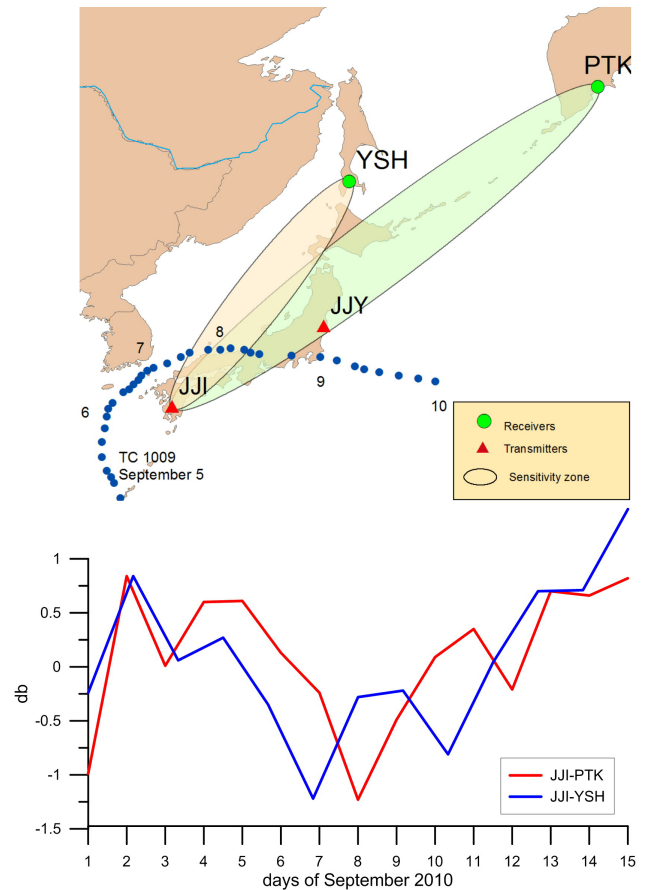 PTK
YSH
JJY
8
7
JJI
9
6
10
TC 1009
September 5
Receivers
Transmitters
Sensitivity zone
1
0.5
0
-0.5
-1
-1.5
db
JJI-PTK
JJI-YSH
1 2 3 4 5 6 7 8 9 10 11 12 13 14 15
days of September 2010